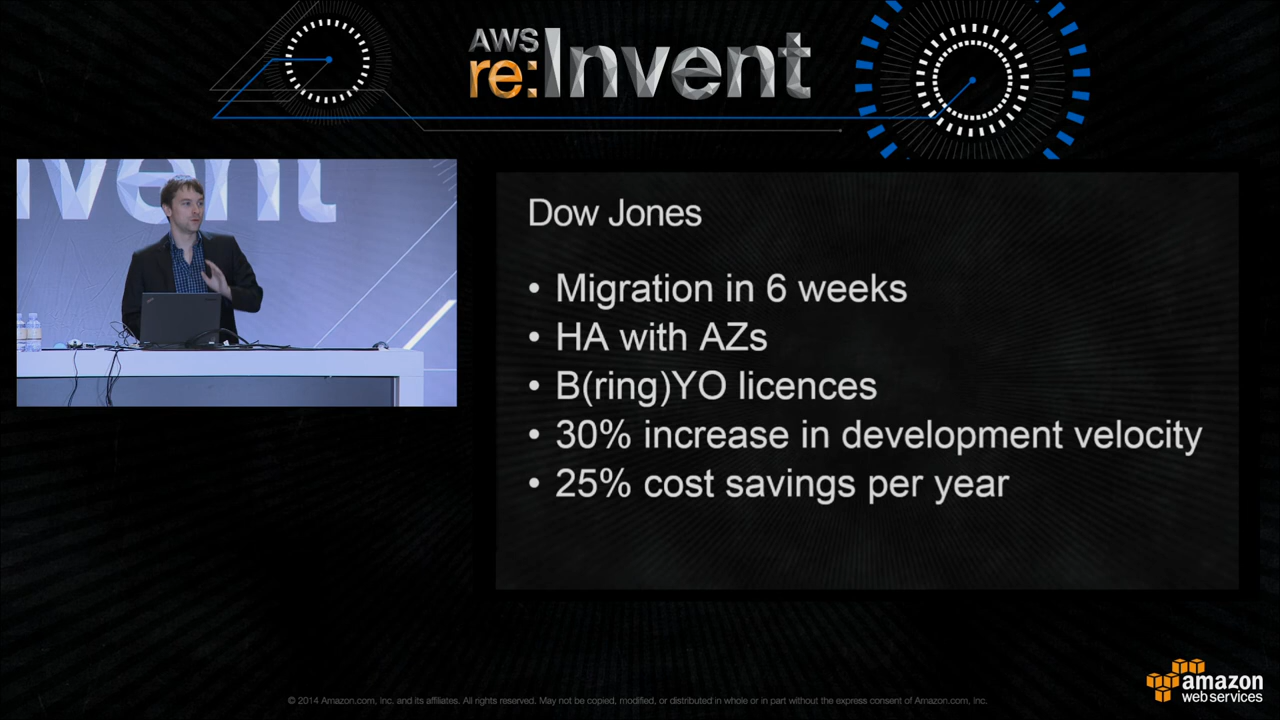 AWS
re:Invent
nvent
Dow Jones
• Migration in 6 weeks
• HA with AZs
• B(ring)YO licences
• 30% increase in development velocity
• 25% cost savings per year
© 2014 Amazon.com, Inc. and its affiliates. All rights reserved. May not be copied, modified, or distributed in whole or in part without the express consent of Amazon.com, Inc.
amazon
web services